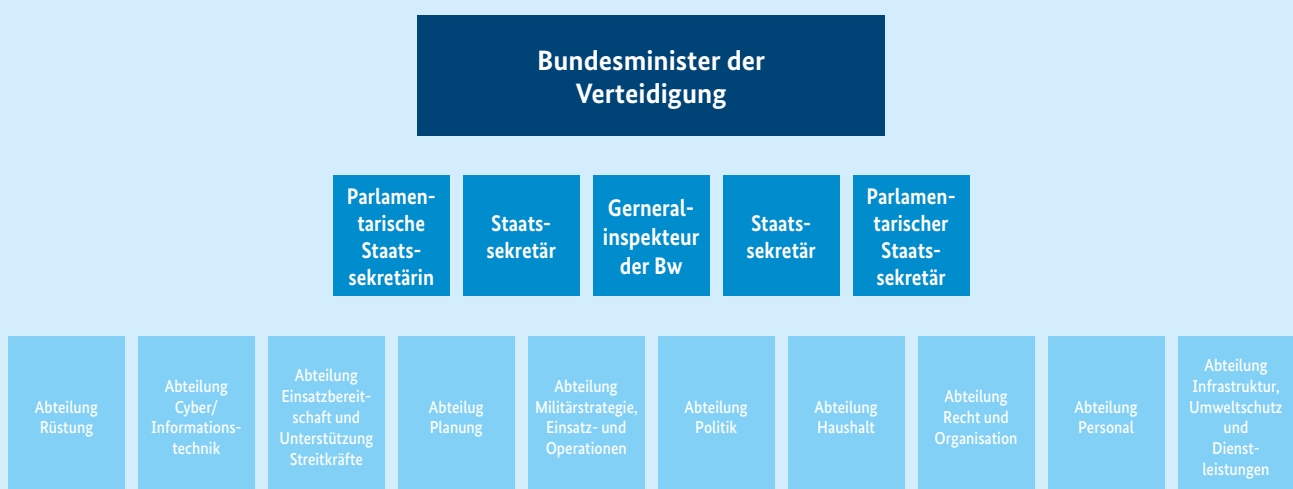 Bundesminister der
Verteidigung
Parlamen-
tarische
Staats-
sekretärin
Staats-
sekretär
Gerneral-
inspekteur
der Bw
Staats-
sekretär
Parlamen-
tarischer
Staats-
sekretär
Abteilung
Rüstung
Abteilung
Cyber/
Informations-
technik
Abteilung
Einsatzbereit-
schaft und
Unterstützung
Streitkräfte
Abteilug
Planung
Abteilung
Militärstrategie,
Einsatz- und
Operationen
Abteilung
Politik
Abteilung
Haushalt
Abteilung
Recht und
Organisation
Abteilung
Personal
Abteilung
Infrastruktur,
Umweltschutz
und
Dienst-
leistungen